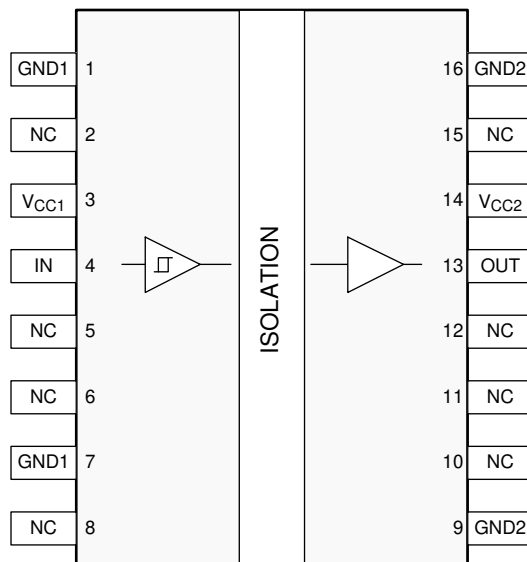 GND1 1 16 GND2
NC 2 15 NC
VCC1 3 14 VCC2
IN 4 13 OUT
NC 5 12 NC
NC 6 11 NC
GND1 7 10 NC
NC 8 9 GND2
ISOLATION